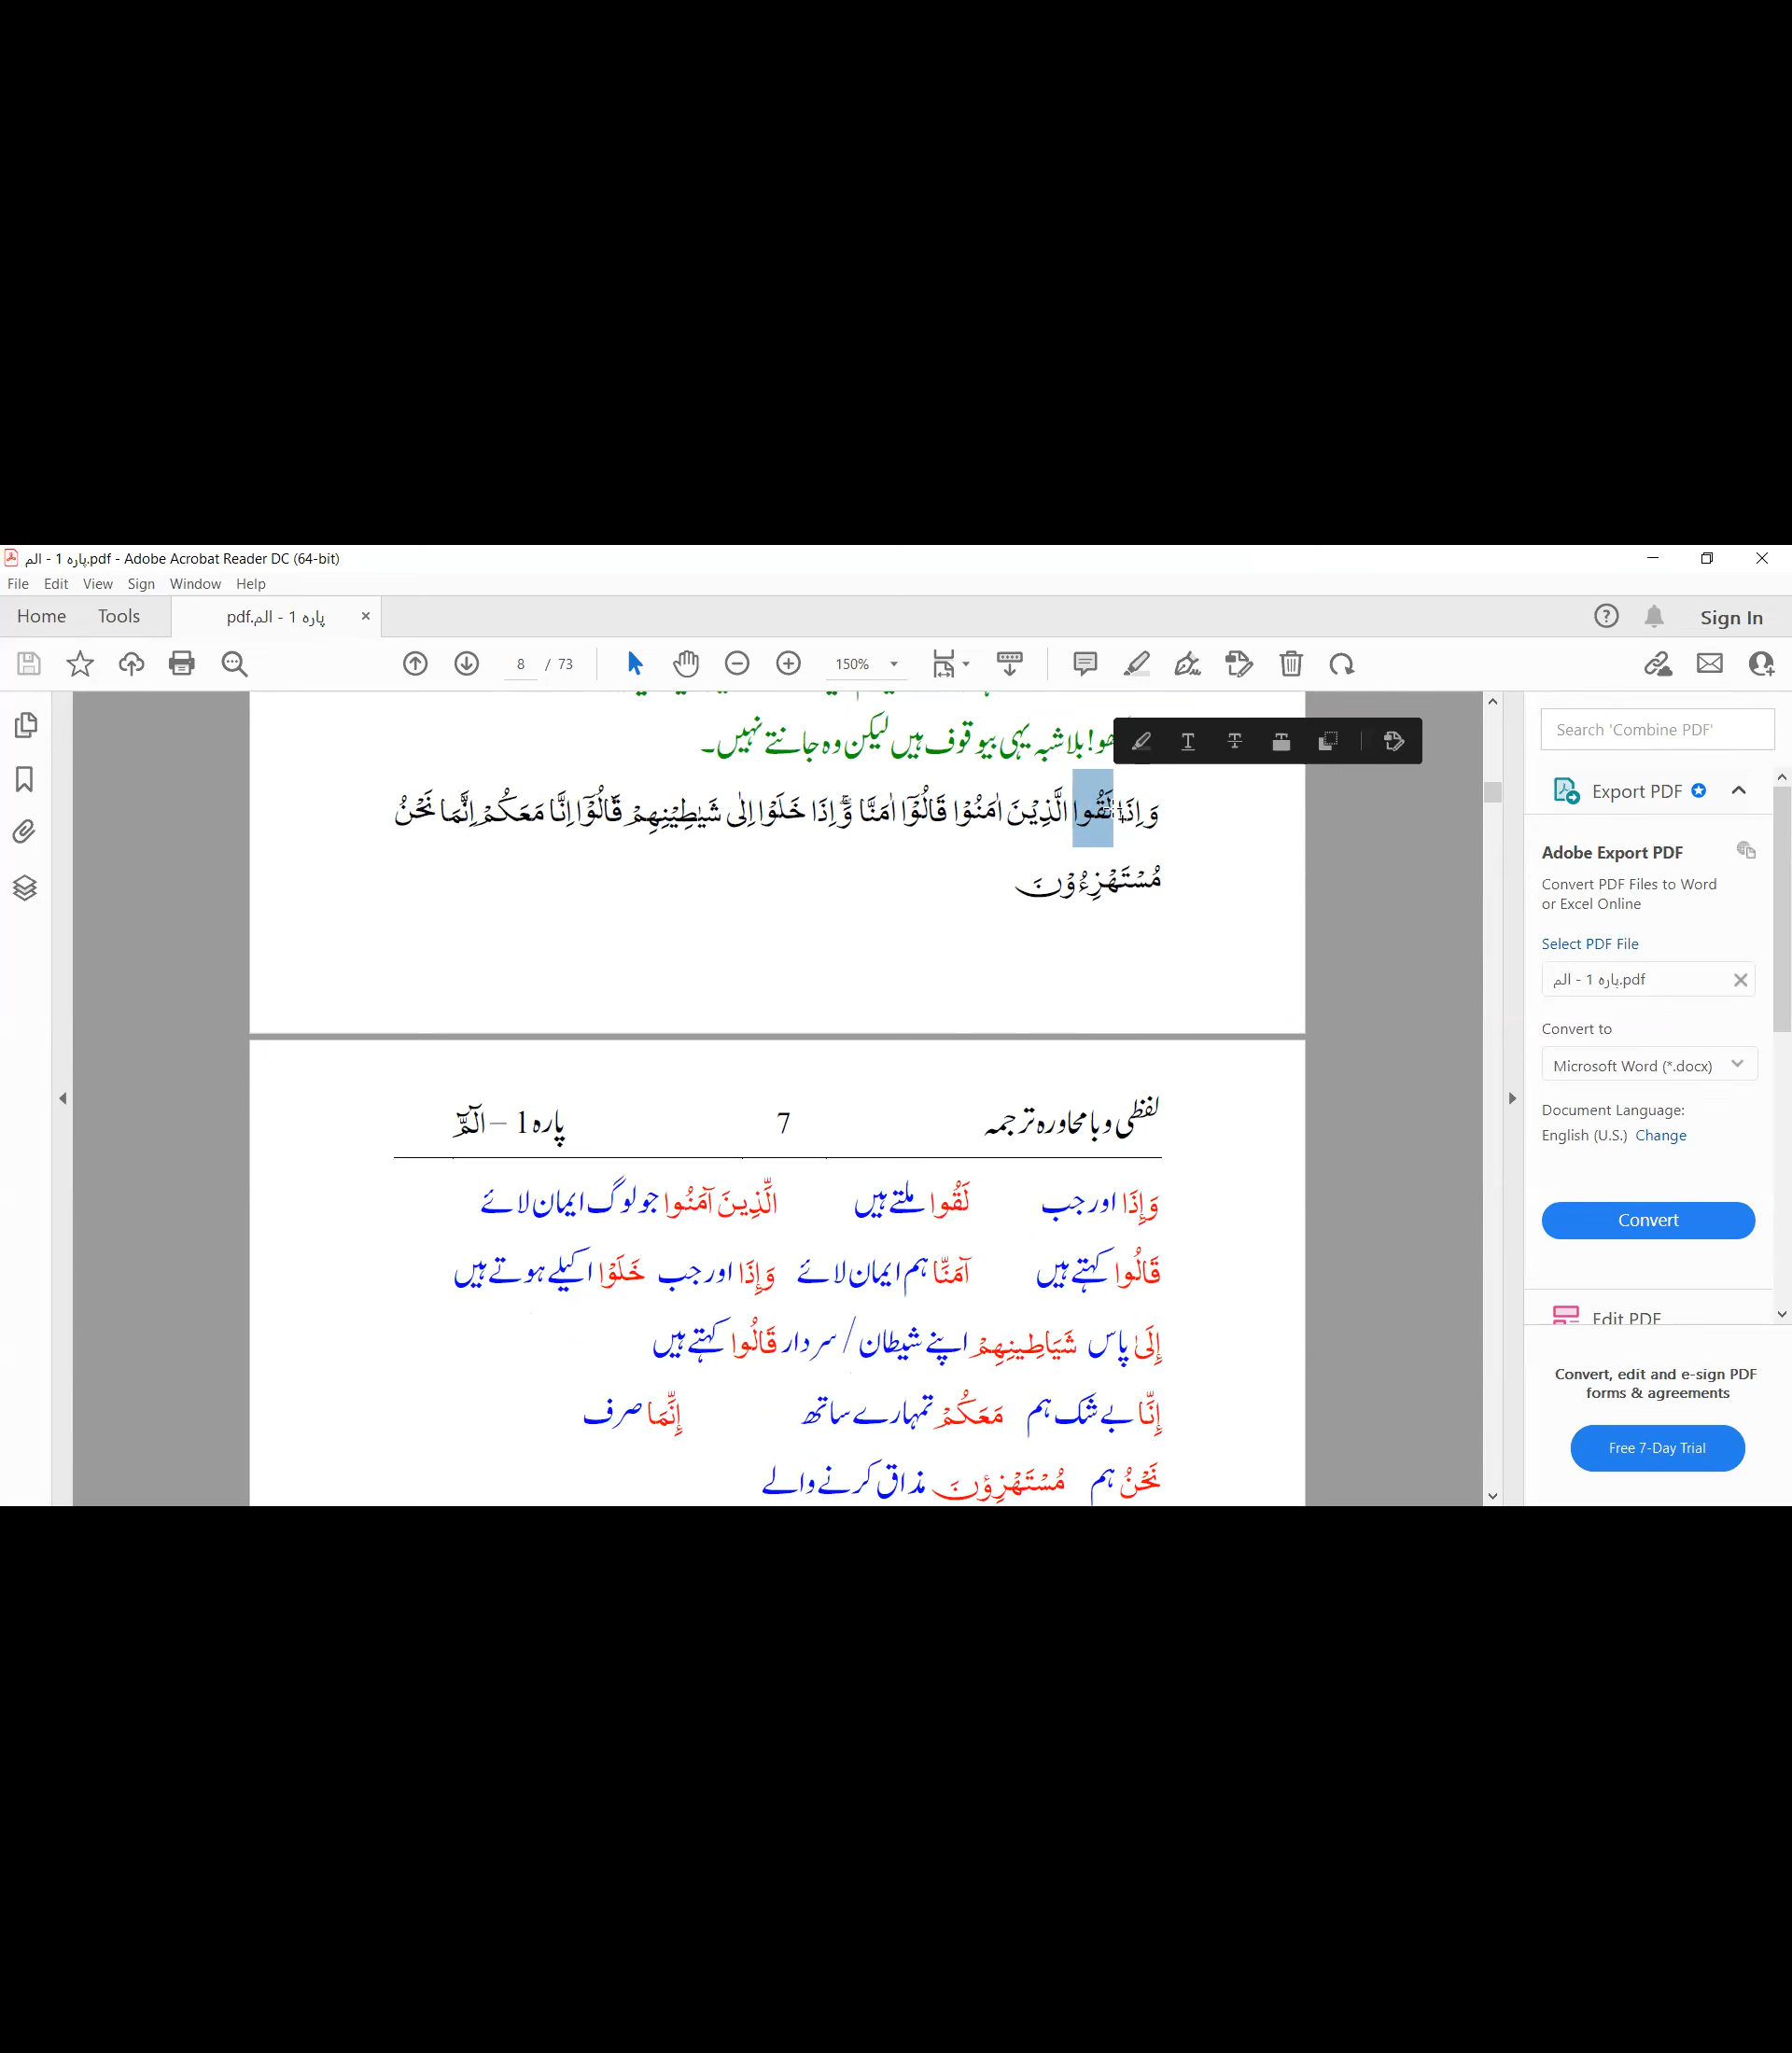 پارہ 1 - الم.pdf - Adobe Acrobat Reader DC (64-bit)
File Edit View Sign Window Help
Home Tools پارہ 1 - الم.pdf × Sign In
8 / 73 150%
ھو! بلاشبہ یہی بیوقوف ہیں لیکن وہ جانتے نہیں۔
وَ اِذَا لَقُوا الَّذِیْنَ اٰمَنُوْا قَالُوْۤا اٰمَنَّا وَّ اِذَا خَلَوْا اِلٰی شَیٰطِیْنِهِمْ قَالُوْۤا اِنَّا مَعَكُمْ اِنَّمَا نَحْنُ
مُسْتَهْزِءُوْنَ
لفظی و بامحاورہ ترجمہ 7 پارہ 1 – الٓمّٓ
وَإِذَا اور جب لَقُوا ملتے ہیں الَّذِينَ آمَنُوا جو لوگ ایمان لائے
قَالُوا کہتے ہیں آمَنَّا ہم ایمان لائے وَإِذَا اور جب خَلَوْا اکیلے ہوتے ہیں
إِلَىٰ پاس شَيَاطِينِهِمْ اپنے شیطان / سردار قَالُوا کہتے ہیں
إِنَّا بے شک ہم مَعَكُمْ تمہارے ساتھ إِنَّمَا صرف
نَحْنُ ہم مُسْتَهْزِؤُنَ مذاق کرنے والے
Search 'Combine PDF'
Export PDF
Adobe Export PDF
Convert PDF Files to Word
or Excel Online
Select PDF File
پارہ 1 - الم.pdf
Convert to
Microsoft Word (*.docx)
Document Language:
English (U.S.) Change
Convert
Edit PDF
Convert, edit and e-sign PDF
forms & agreements
Free 7-Day Trial